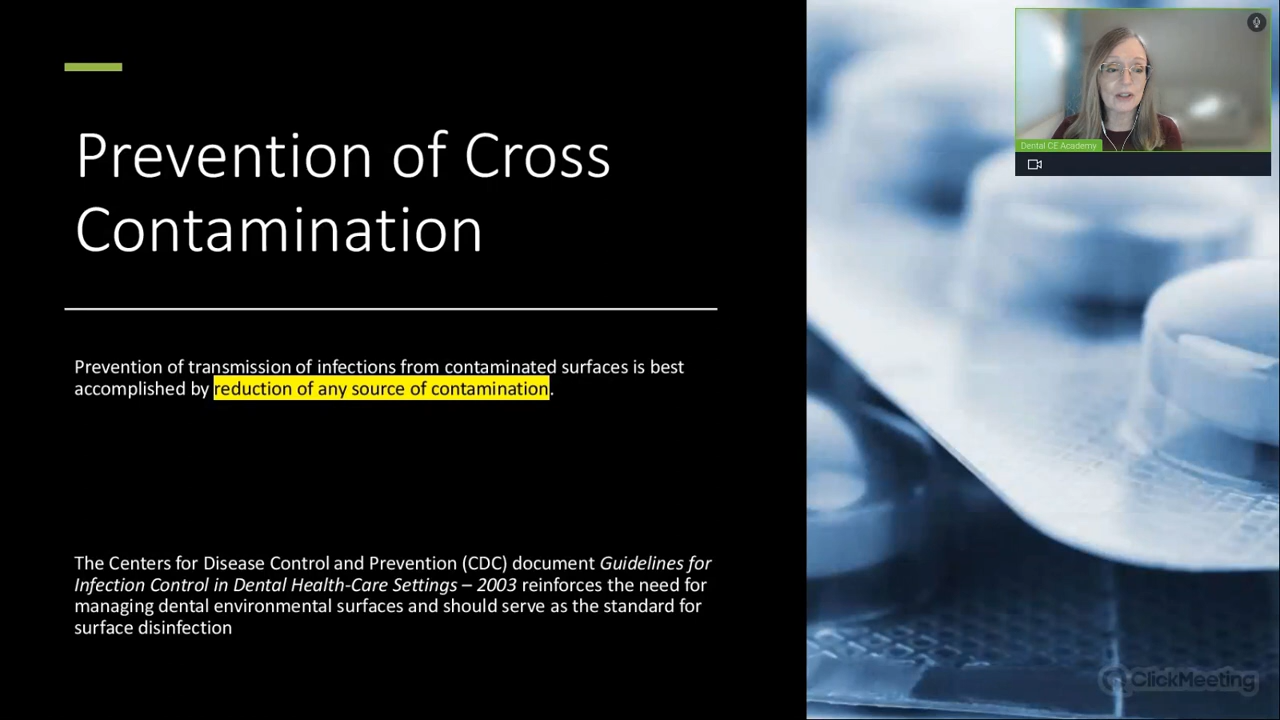 Prevention of Cross
Contamination
Prevention of transmission of infections from contaminated surfaces is best
accomplished by reduction of any source of contamination.
The Centers for Disease Control and Prevention (CDC) document Guidelines for
Infection Control in Dental Health-Care Settings – 2003 reinforces the need for
managing dental environmental surfaces and should serve as the standard for
surface disinfection
Dental CE Academy
ClickMeeting